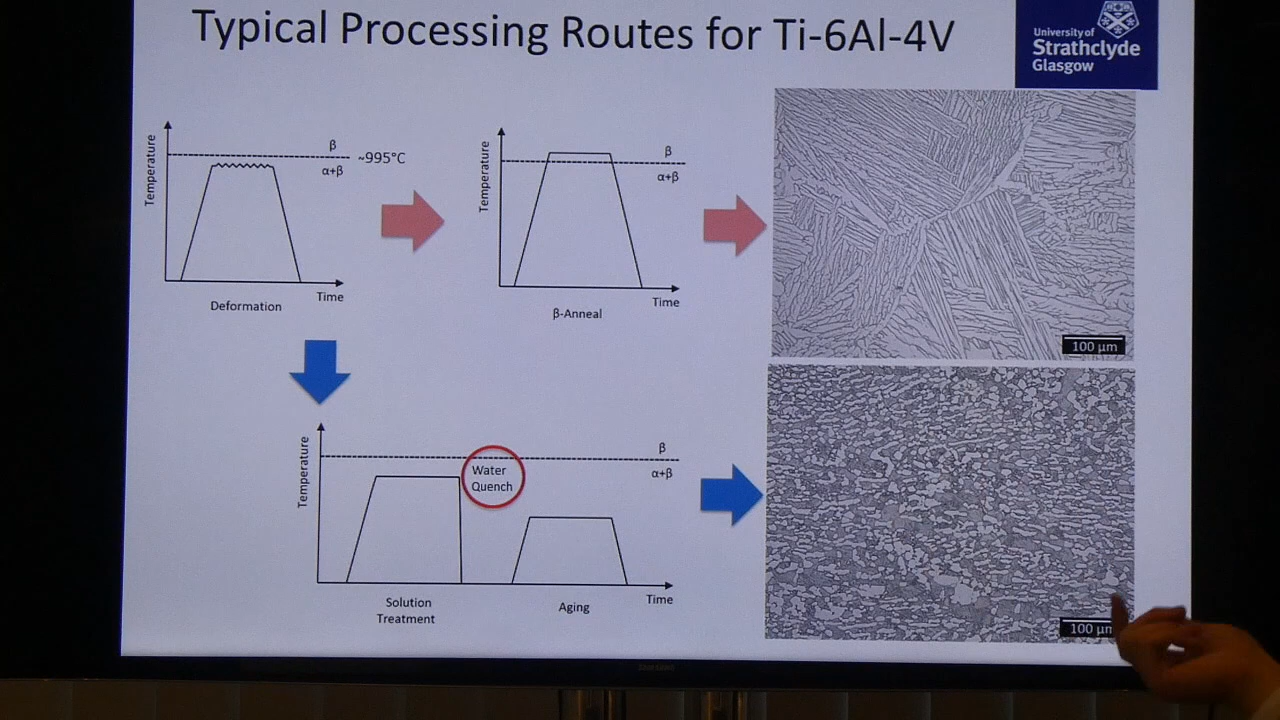 Typical Processing Routes for Ti-6Al-4V
University of
Strathclyde
Glasgow
Temperature
β
~995°C
α+β
Time
Deformation
Temperature
β
α+β
Time
β-Anneal
100 µm
Temperature
β
α+β
Water
Quench
Solution
Treatment
Aging
Time
100 µm